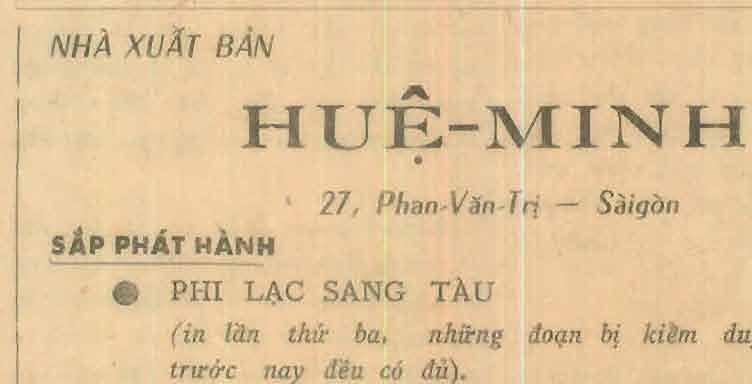 NHÀ XUẤT BẢN
HUỆ-MINH
27, Phan-Văn-Trị — Sàigòn
SẮP PHÁT HÀNH
● PHI LẠC SANG TÀU
(in lần thứ ba, những đoạn bị kiểm
trước nay đều có đủ).